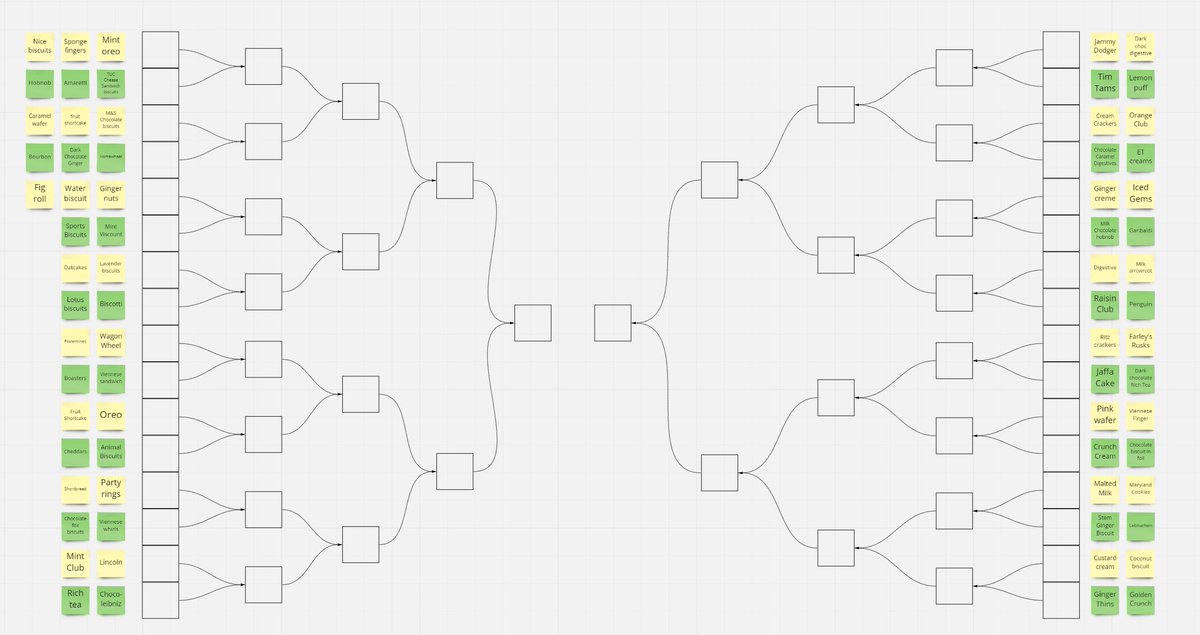 Nice
biscuits
Sponge
fingers
Mint
oreo
Hobnob
Amaretti
TUC
Cheese
Sandwich
biscuits
Caramel
wafer
fruit
shortcake
M&S
Chocolate
biscuits
Bourbon
Dark
Chocolate
Ginger
Homewheat
Fig
roll
Water
biscuit
Ginger
nuts
Sports
Biscuits
Mint
Viscount
Oatcakes
Lavender
biscuits
Lotus
biscuits
Biscotti
Florentines
Wagon
Wheel
Boasters
Viennese
sandwich
Fruit
Shortcake
Oreo
Cheddars
Animal
Biscuits
Shortbread
Party
rings
Chocolate
fox
biscuits
Viennese
whirls
Mint
Club
Lincoln
Rich
tea
Choco-
leibniz
Jammy
Dodger
Dark
choc
digestive
Tim
Tams
Lemon
puff
Cream
Crackers
Orange
Club
Chocolate
Caramel
Digestives
ET
creams
Ginger
creme
Iced
Gems
Milk
Chocolate
hobnob
Garibaldi
Digestive
Milk
arrowroot
Raisin
Club
Penguin
Ritz
crackers
Farley's
Rusks
Jaffa
Cake
Dark
chocolate
Rich Tea
Pink
wafer
Viennese
Finger
Crunch
Cream
Chocolate
biscuit in
foil
Malted
Milk
Maryland
Cookies
Stem
Ginger
Biscuit
Lebkuchen
Custard
cream
Coconut
biscuit
Ginger
Thins
Golden
Crunch